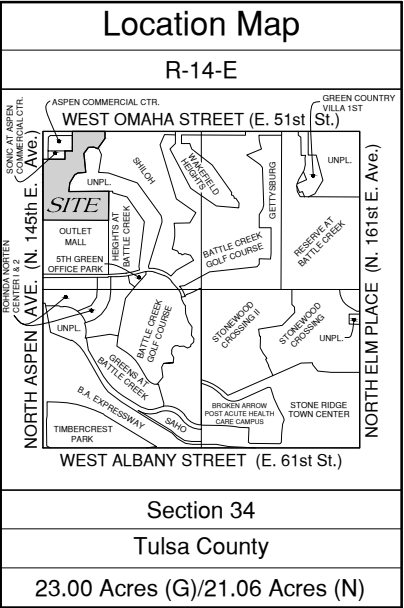 Location Map
R-14-E
ASPEN COMMERCIAL CTR.
GREEN COUNTRY
VILLA 1ST
SONIC AT ASPEN
COMMERCIAL CTR.
WEST OMAHA STREET (E. 51st St.)
NORTH ASPEN AVE. (N. 145th E. Ave.)
UNPL.
SHILOH
WAKEFIELD
HEIGHTS
GETTYSBURG
UNPL.
SITE
OUTLET
MALL
HEIGHTS AT
BATTLE CREEK
BATTLE CREEK
GOLF COURSE
RESERVE AT
BATTLE CREEK
5TH GREEN
OFFICE PARK
ROHNDA NORTEN
CENTER I & 2
UNPL.
BATTLE CREEK
GOLF COURSE
STONEWOOD
CROSSING II
STONEWOOD
CROSSING
UNPL.
NORTH ELM PLACE (N. 161st E. Ave.)
GREENS AT
BATTLE CREEK
B.A. EXPRESSWAY
SAHO
TIMBERCREST
PARK
BROKEN ARROW
POST ACUTE HEALTH
CARE CAMPUS
STONE RIDGE
TOWN CENTER
WEST ALBANY STREET (E. 61st St.)
Section 34
Tulsa County
23.00 Acres (G)/21.06 Acres (N)